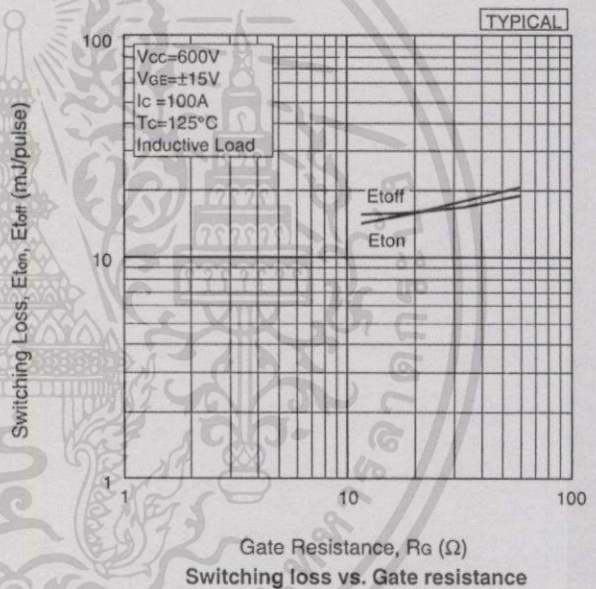 TYPICAL
Vcc=600V
VGE=±15V
Ic =100A
Tc=125°C
Inductive Load
Switching Loss, Eton, Etoff (mJ/pulse)
100
10
1
Etoff
Eton
1
10
100
Gate Resistance, RG (Ω)
Switching loss vs. Gate resistance